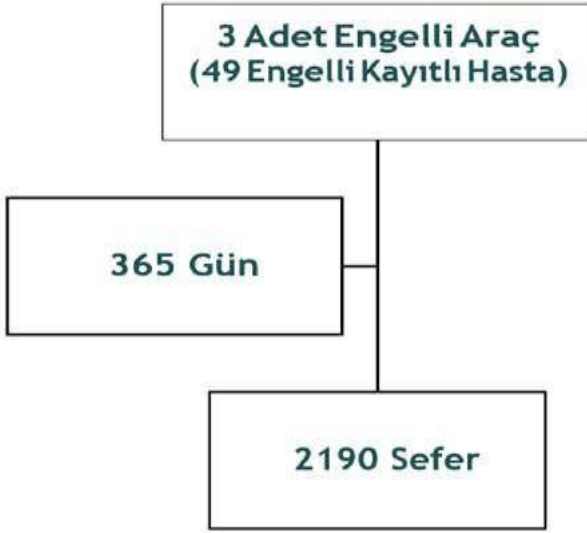 3 Adet Engelli Araç
(49 Engelli Kayıtlı Hasta)
365 Gün
2190 Sefer